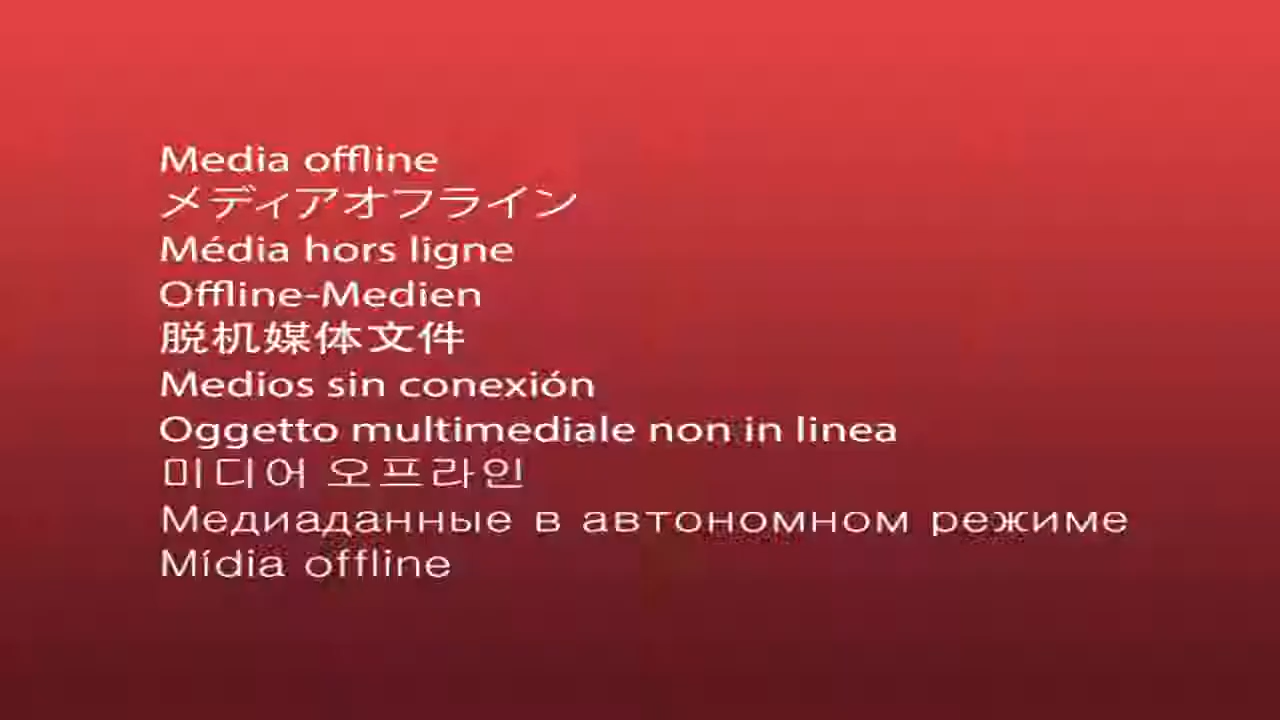 Media offline
メディアオフライン
Média hors ligne
Offline-Medien
脱机媒体文件
Medios sin conexión
Oggetto multimediale non in linea
미디어 오프라인
Медиаданные в автономном режиме
Mídia offline